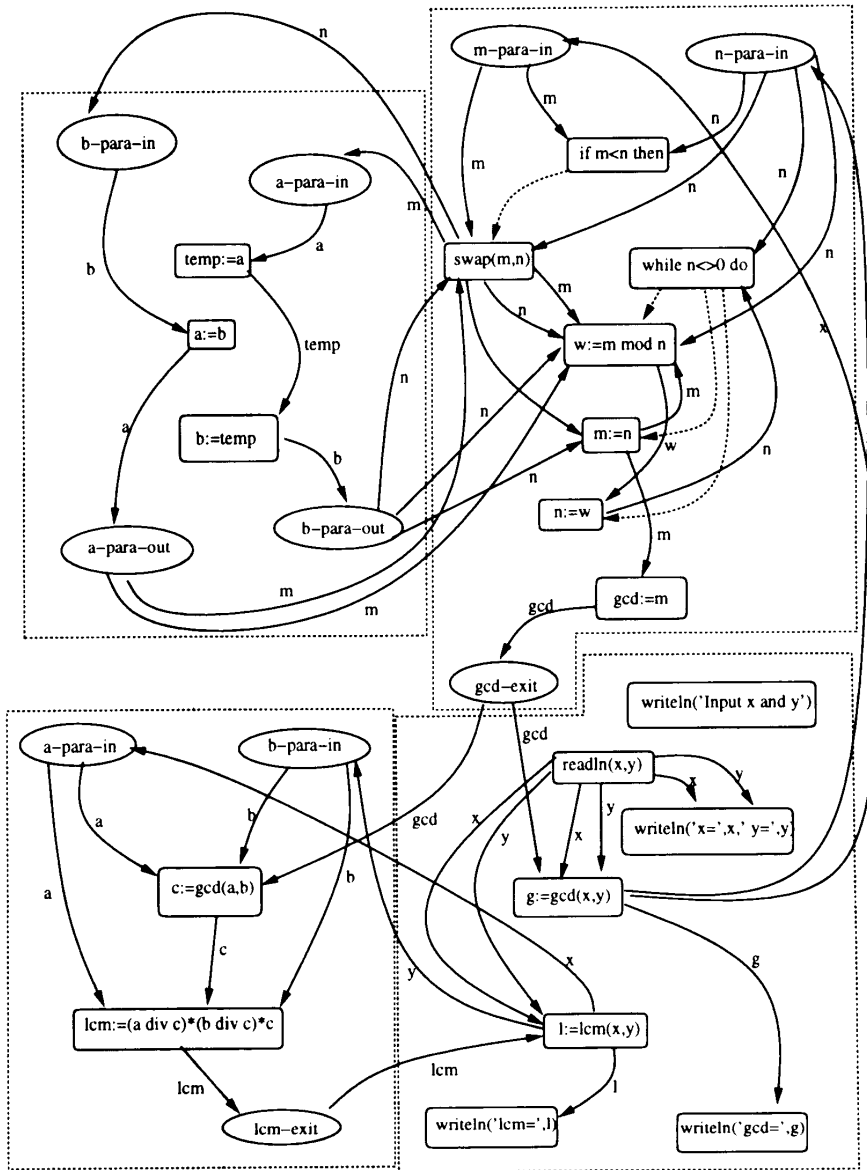 n
m-para-in
n-para-in
b-para-in
m
n
if m<n then
a-para-in
m
n
n
m
a
temp:=a
swap(m,n)
while n<>0 do
n
b
m
n
x
a:=b
temp
w:=m mod n
n
m
a
n
m:=n
b:=temp
b
w
n
n
n:=w
b-para-out
m
a-para-out
m
m
gcd:=m
gcd
gcd-exit
writeln('Input x and y')
gcd
a-para-in
b-para-in
readln(x,y)
x
y
x
y
gcd
y
x
writeln('x=',x,' y=',y)
a
b
b
a
c:=gcd(a,b)
g:=gcd(x,y)
c
y
x
g
lcm:=(a div c)*(b div c)*c
l:=lcm(x,y)
lcm
lcm
l
lcm-exit
writeln('lcm=',l)
writeln('gcd=',g)